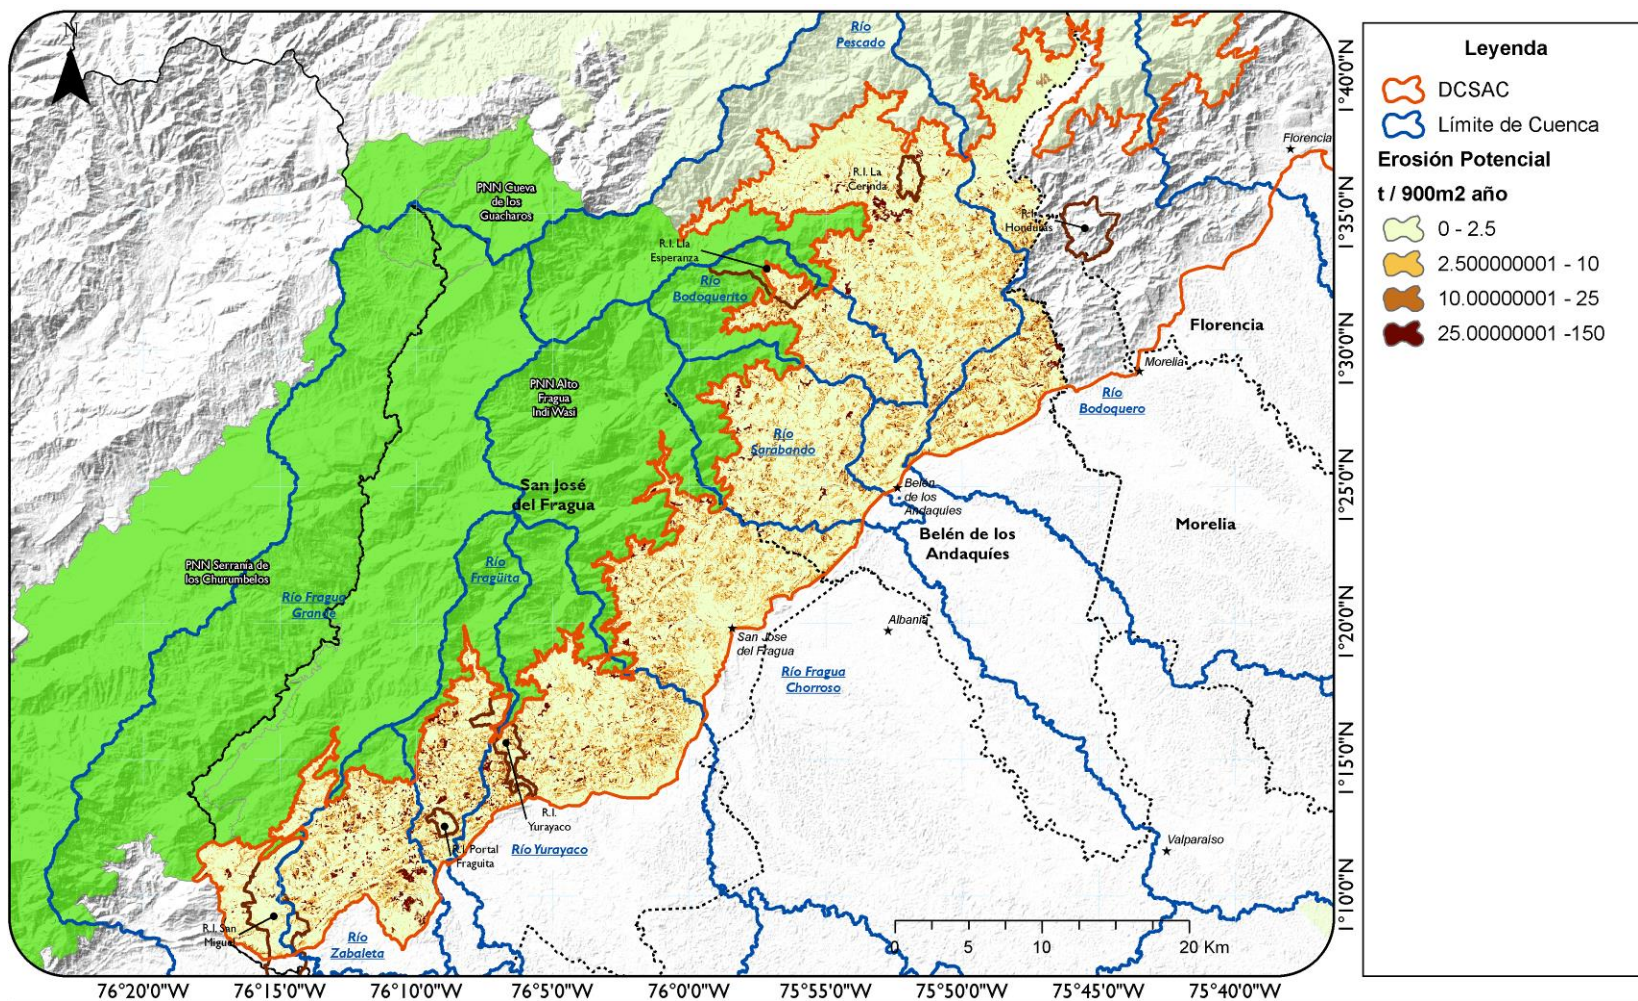 N
Río
Pescado
Florencia
PNN Cueva
de los
Guacharos
R.I. La
Cerinda
R.I.
Honduras
R.I. Lla
Esperanza
Río
Bodoquerito
Florencia
Morelia
PNN Alto
Fragua
Indi Wasi
Río
Bodoquero
Río
Sarabando
San José
del Fragua
Belén
de los
Andaquíes
Morelia
Belén de los
Andaquíes
PNN Serranía de
los Churumbelos
Río
Fragüita
Río Fragua
Grande
Albania
San Jose
del Fragua
Río Fragua
Chorroso
R.I.
Yurayaco
R.I. Portal
Fraguita
Río Yurayaco
Valparaíso
R.I. San
Miguel
Río
Zabaleta
0 5 10 20 Km
76°20'0"W 76°15'0"W 76°10'0"W 76°5'0"W 76°0'0"W 75°55'0"W 75°50'0"W 75°45'0"W 75°40'0"W
1°40'0"N
1°35'0"N
1°30'0"N
1°25'0"N
1°20'0"N
1°15'0"N
1°10'0"N
Leyenda
DCSAC
Límite de Cuenca
Erosión Potencial
t / 900m2 año
0 - 2.5
2.500000001 - 10
10.00000001 - 25
25.00000001 -150